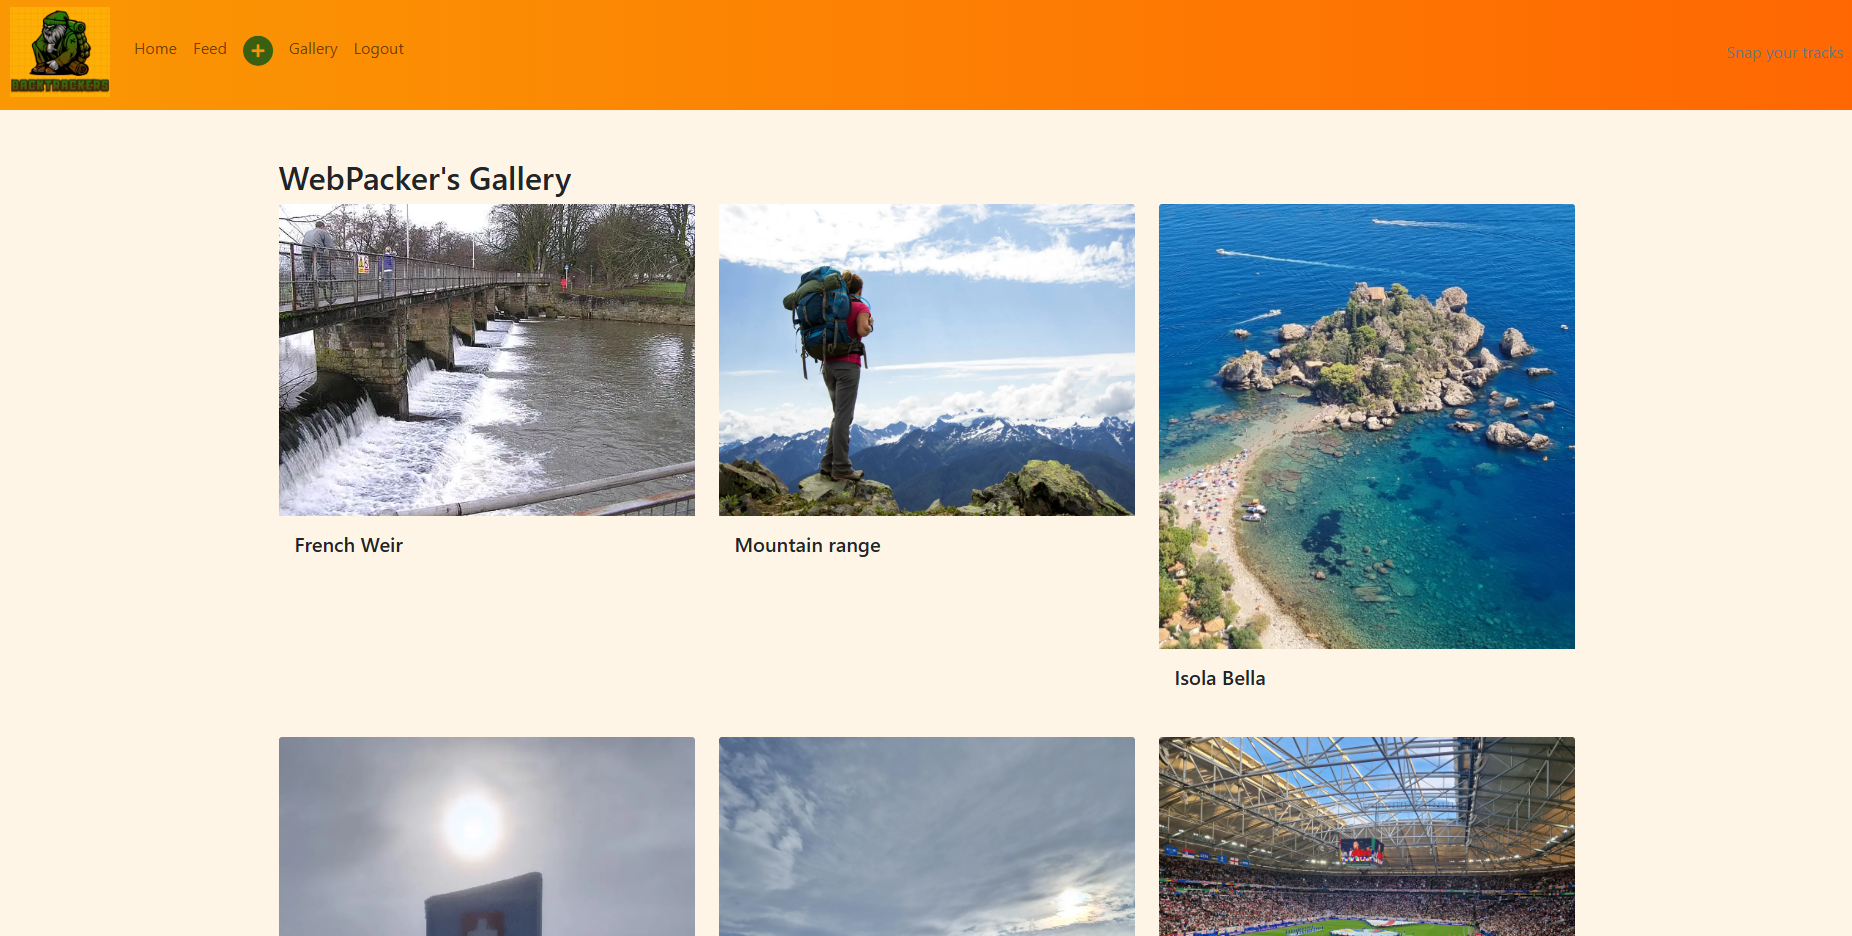 BACKTRACKERS
Home Feed + Gallery Logout
Snap your tracks
WebPacker's Gallery
French Weir
Mountain range
Isola Bella